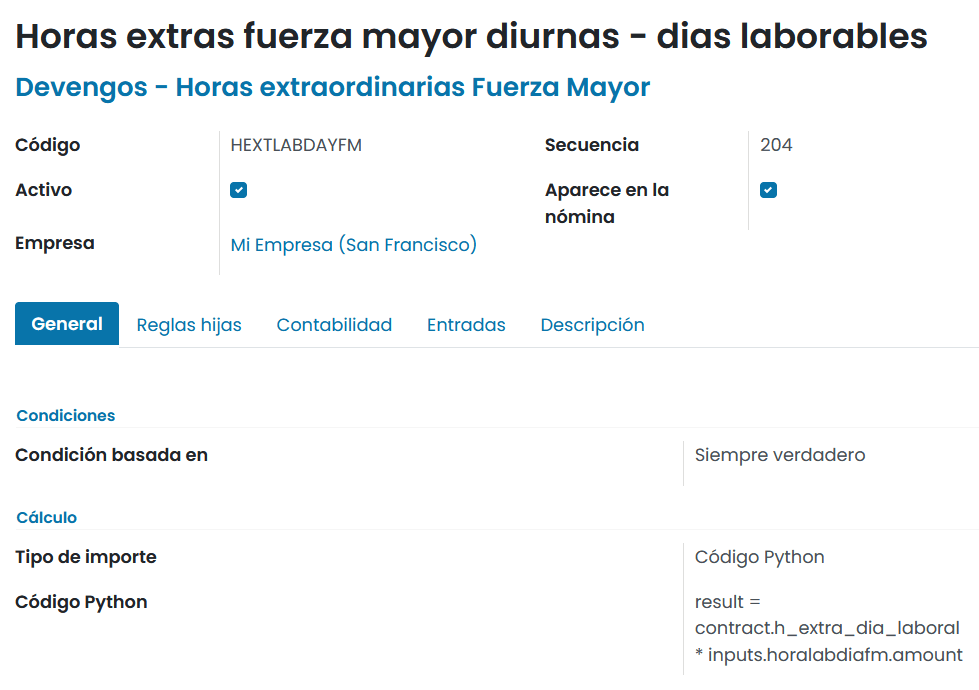 Horas extras fuerza mayor diurnas - dias laborables
Devengos - Horas extraordinarias Fuerza Mayor
Código HEXTLABDAYFM Secuencia 204
Activo Aparece en la
nómina
Empresa Mi Empresa (San Francisco)
General Reglas hijas Contabilidad Entradas Descripción
Condiciones
Condición basada en Siempre verdadero
Cálculo
Tipo de importe Código Python
Código Python result =
contract.h_extra_dia_laboral
* inputs.horalabdiafm.amount